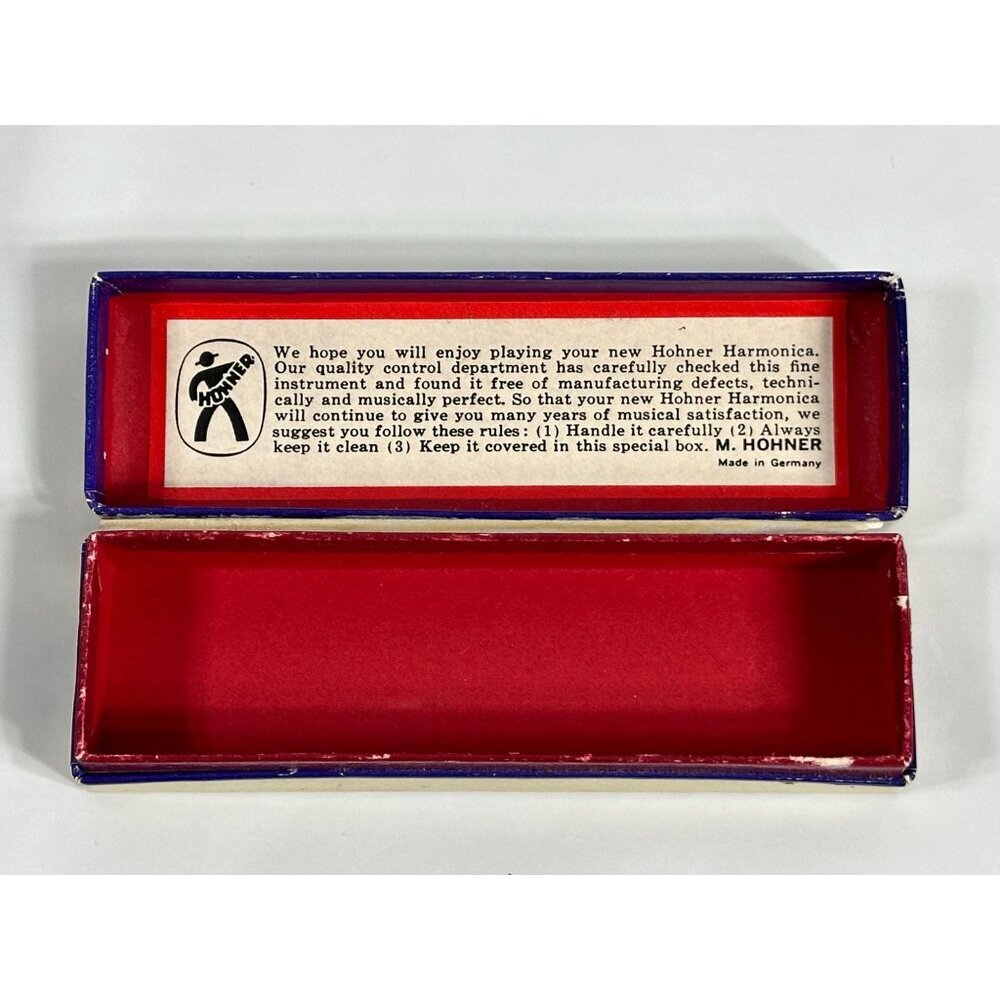 HOHNER
We hope you will enjoy playing your new Hohner Harmonica.
Our quality control department has carefully checked this fine
instrument and found it free of manufacturing defects, techni-
cally and musically perfect. So that your new Hohner Harmonica
will continue to give you many years of musical satisfaction, we
suggest you follow these rules: (1) Handle it carefully (2) Always
keep it clean (3) Keep it covered in this special box. M. HOHNER
Made in Germany